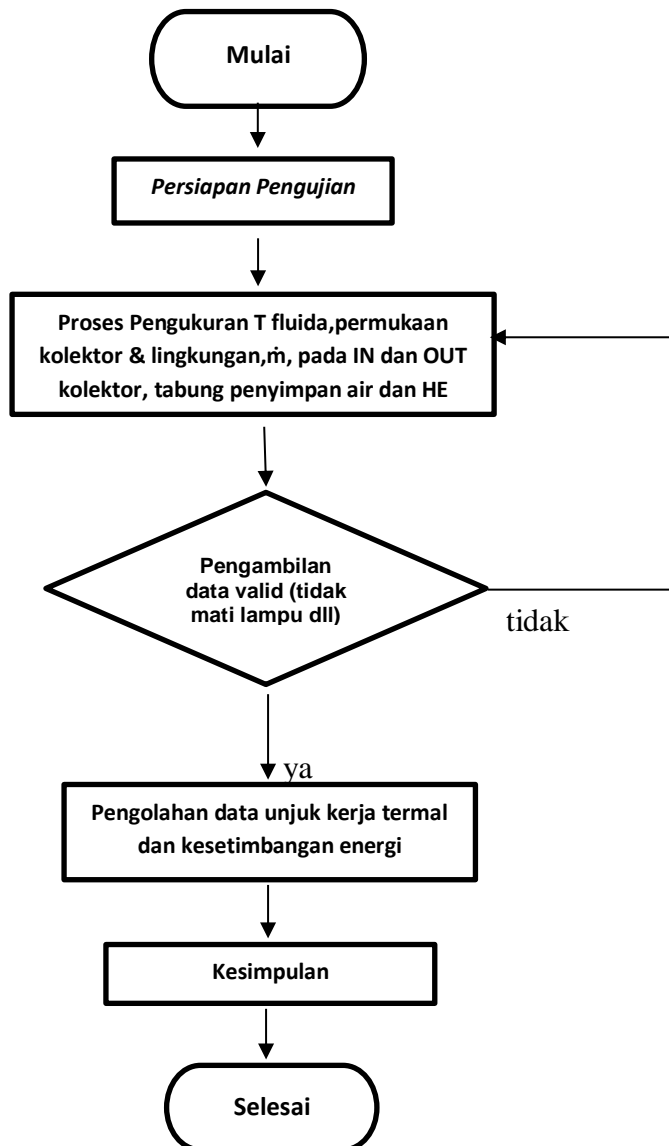 Mulai
Persiapan Pengujian
Proses Pengukuran T fluida,permukaan
kolektor & lingkungan,ṁ, pada IN dan OUT
kolektor, tabung penyimpan air dan HE
Pengambilan
data valid (tidak
mati lampu dll)
tidak
ya
Pengolahan data unjuk kerja termal
dan kesetimbangan energi
Kesimpulan
Selesai